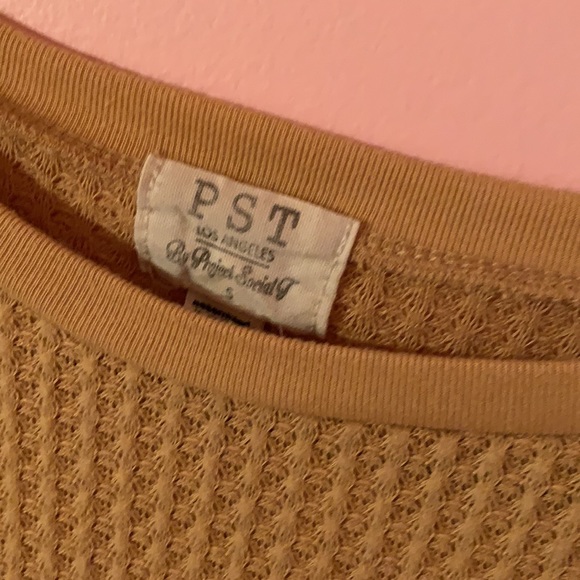 PST
LOS ANGELES
By Project Social T
S